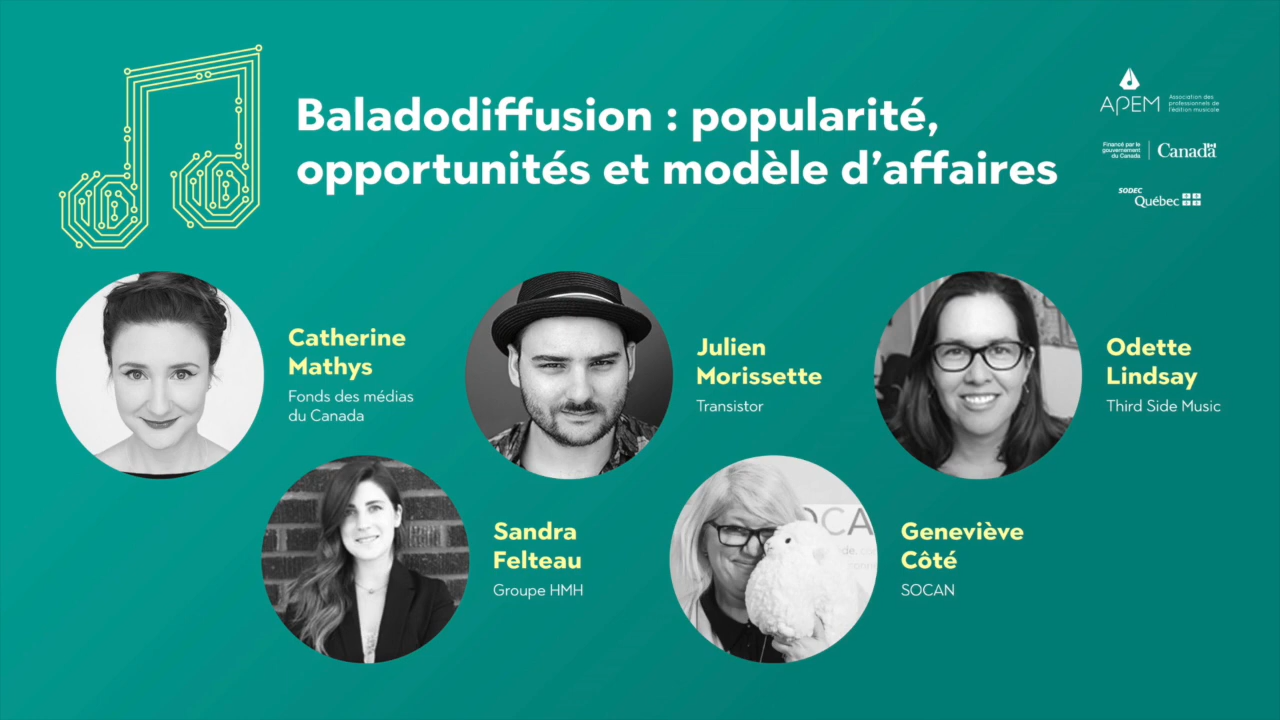 Baladodiffusion : popularité,
opportunités et modèle d'affaires
APEM
Association des
professionnels de
l'édition musicale
Financé par le
gouvernement
du Canada
Canada
SODEC
Québec
Catherine
Mathys
Fonds des médias
du Canada
Julien
Morissette
Transistor
Odette
Lindsay
Third Side Music
Sandra
Felteau
Groupe HMH
Geneviève
Côté
SOCAN
OCA